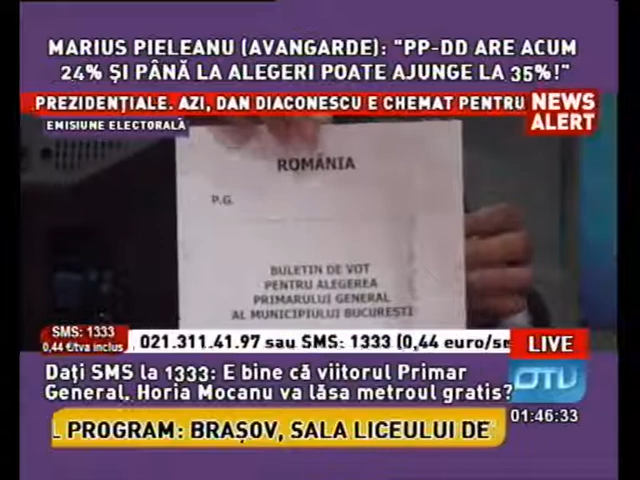 MARIUS PIELEANU (AVANGARDE): "PP-DD ARE ACUM
24% ȘI PÂNĂ LA ALEGERI POATE AJUNGE LA 35%!"
PREZIDENȚIALE. AZI, DAN DIACONESCU E CHEMAT PENTRU
NEWS
ALERT
EMISIUNE ELECTORALĂ
ROMÂNIA
P.G.
BULETIN DE VOT
PENTRU ALEGEREA
PRIMARULUI GENERAL
AL MUNICIPIULUI BUCUREȘTI
SMS: 1333
0,44 €/tva inclus
021.311.41.97 sau SMS: 1333 (0,44 euro/se
LIVE
Dați SMS la 1333: E bine că viitorul Primar
General, Horia Mocanu va lăsa metroul gratis?
OTV
01:46:33
L PROGRAM: BRAȘOV, SALA LICEULUI DE